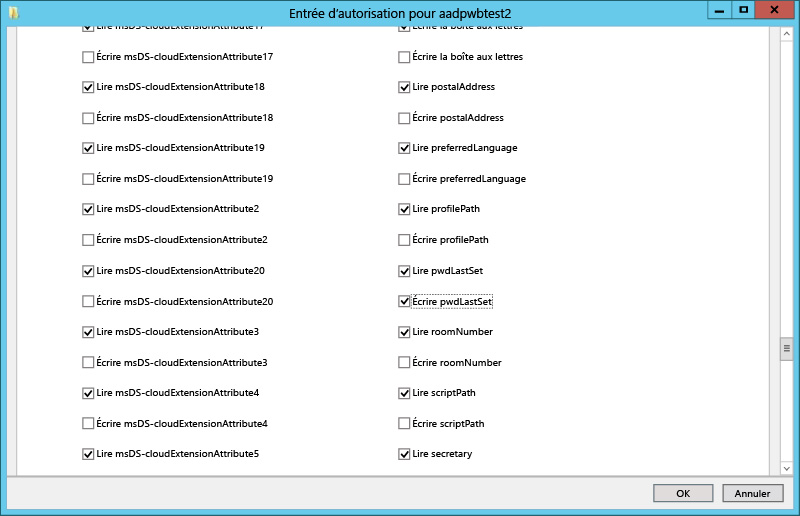 Entrée d'autorisation pour aadpwbtest2
Lire msDS-cloudExtensionAttribute17
Écrire la boîte aux lettres
Écrire msDS-cloudExtensionAttribute17
Écrire la boîte aux lettres
Lire msDS-cloudExtensionAttribute18
Lire postalAddress
Écrire msDS-cloudExtensionAttribute18
Écrire postalAddress
Lire msDS-cloudExtensionAttribute19
Lire preferredLanguage
Écrire msDS-cloudExtensionAttribute19
Écrire preferredLanguage
Lire msDS-cloudExtensionAttribute2
Lire profilePath
Écrire msDS-cloudExtensionAttribute2
Écrire profilePath
Lire msDS-cloudExtensionAttribute20
Lire pwdLastSet
Écrire msDS-cloudExtensionAttribute20
Écrire pwdLastSet
Lire msDS-cloudExtensionAttribute3
Lire roomNumber
Écrire msDS-cloudExtensionAttribute3
Écrire roomNumber
Lire msDS-cloudExtensionAttribute4
Lire scriptPath
Écrire msDS-cloudExtensionAttribute4
Écrire scriptPath
Lire msDS-cloudExtensionAttribute5
Lire secretary
OK
Annuler